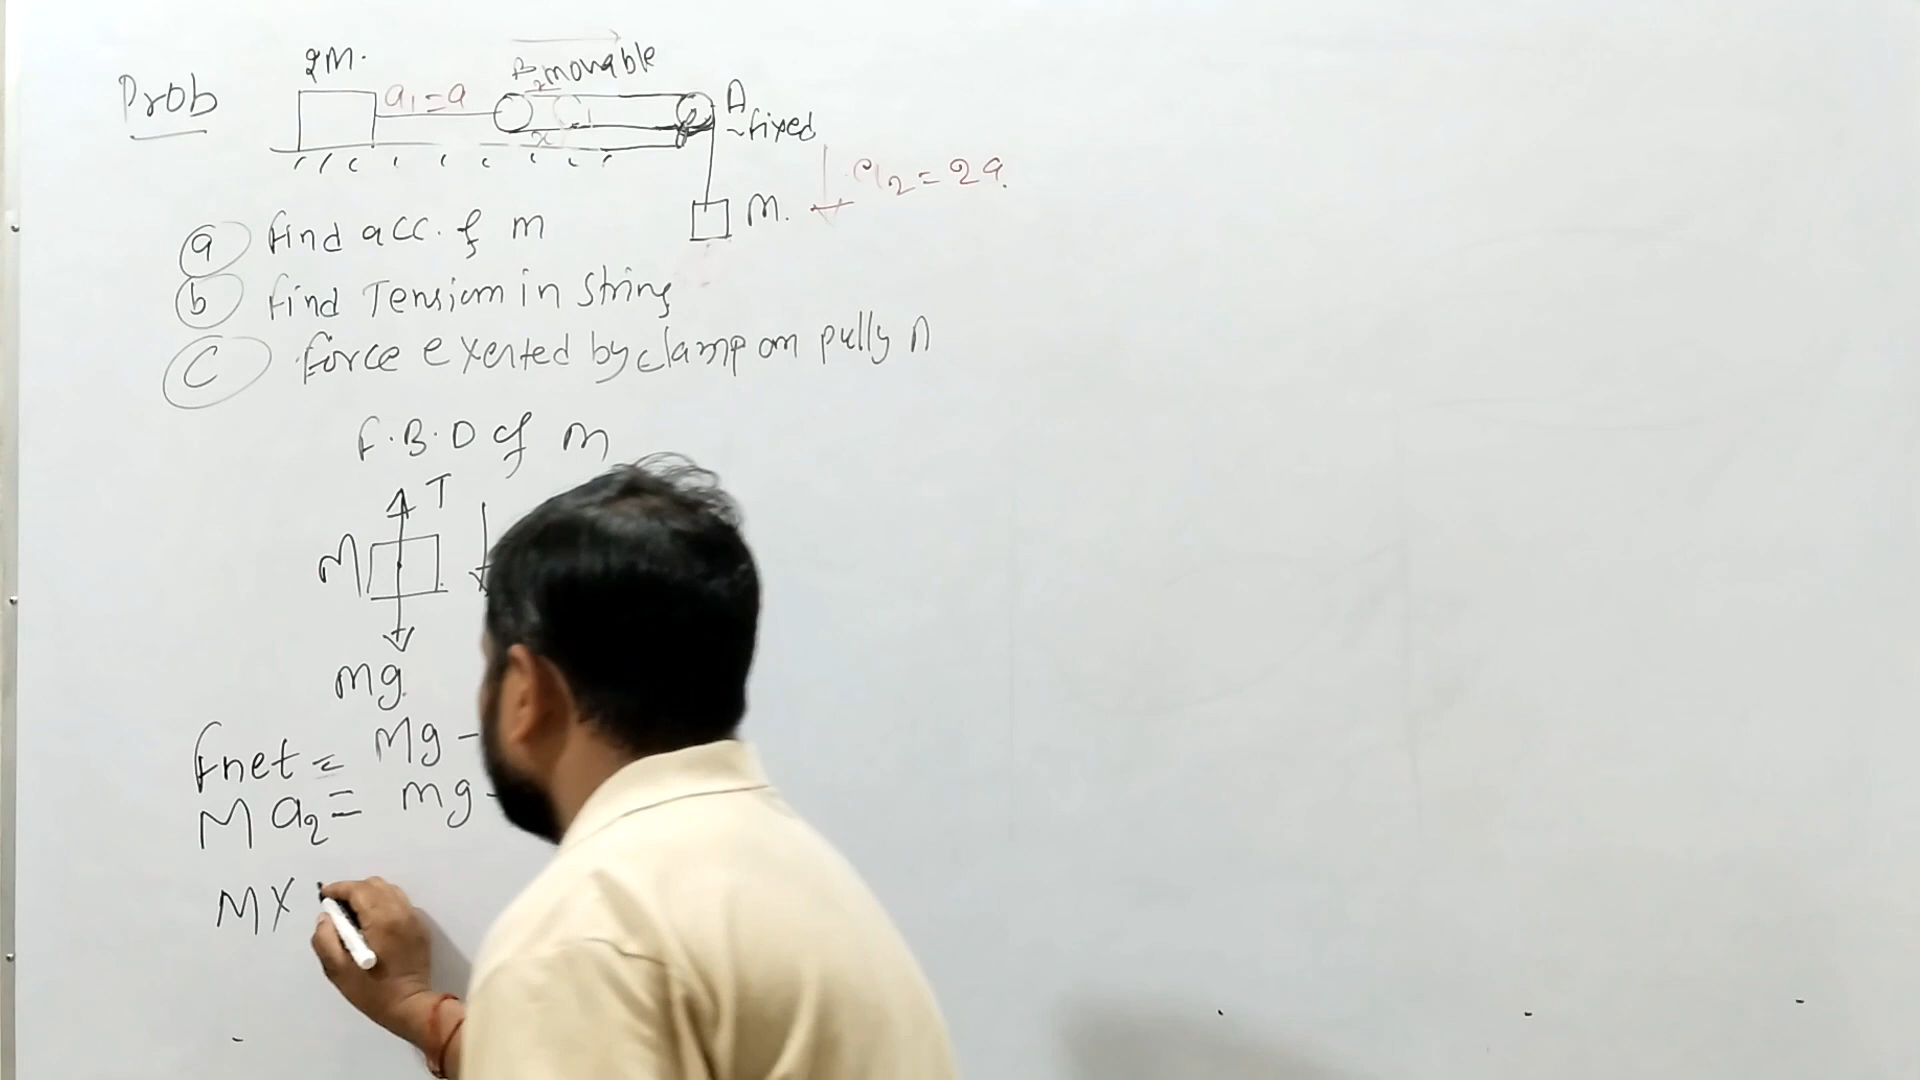 Prob
2M.
a1 = a
B
movable
A
fixed
a2 = 2a.
M.
a find acc. of m
b find Tension in string
C force exerted by clamp on pully A
F.B.D of m
T
M
mg.
Fnet = Mg -
M a2 = mg -
M X